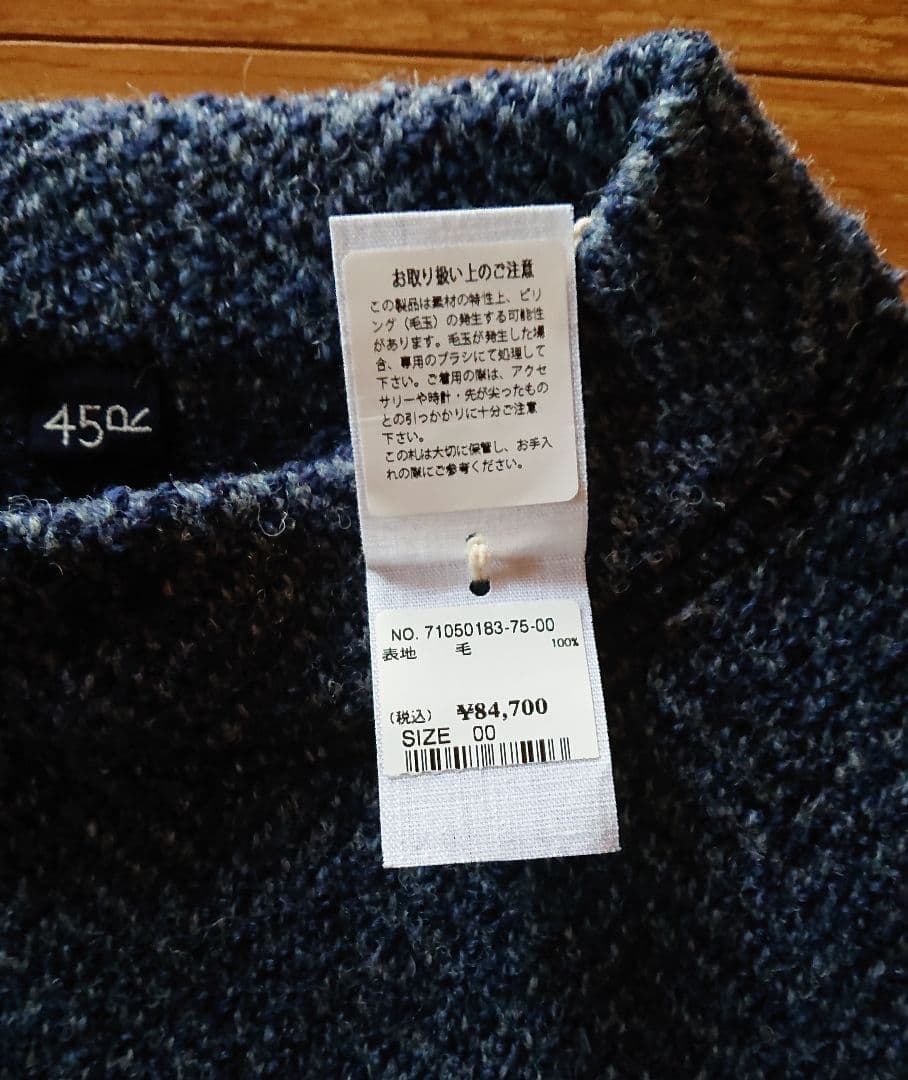 45R
お取り扱い上のご注意
この製品は素材の特性上、ピリ
ング（毛玉）の発生する可能性
があります。毛玉が発生した場
合、専用のブラシにて処理して
下さい。ご着用の際は、アクセ
サリーや時計・先が尖ったもの
との引っかかりに十分ご注意
下さい。
この札は大切に保管し、お手入
れの際にご参考ください。
NO. 71050183-75-00
表地 毛 100%
（税込） ¥84,700
SIZE 00